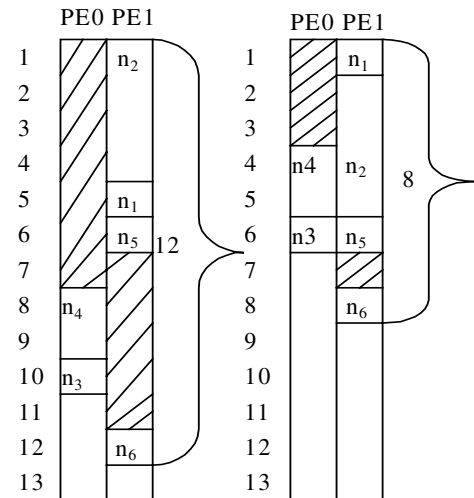 PE0 PE1 8 PE0 PE1
1 n₂ 1 n₁
2 2
3 3
4 4 n4 n₂ 8
5 n₁ 5
6 n₅ 12 6 n3 n₅
7 7
8 n₄ 8 n₆
9 9
10 n₃ 10
11 11
12 n₆ 12
13 13